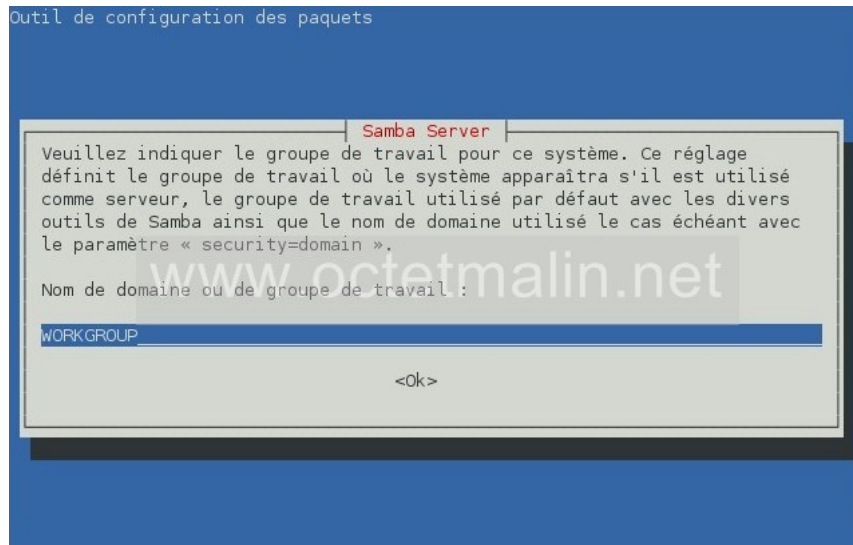 Outil de configuration des paquets
Samba Server
Veuillez indiquer le groupe de travail pour ce système. Ce réglage
définit le groupe de travail où le système apparaîtra s'il est utilisé
comme serveur, le groupe de travail utilisé par défaut avec les divers
outils de Samba ainsi que le nom de domaine utilisé le cas échéant avec
le paramètre « security=domain ».
www.octetmalin.net
Nom de domaine ou de groupe de travail :
WORKGROUP
<Ok>